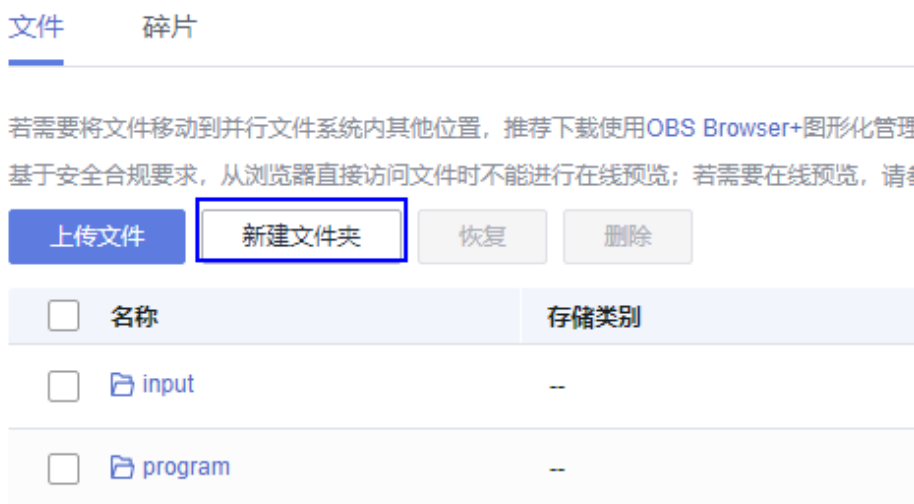 文件 碎片
若需要将文件移动到并行文件系统内其他位置，推荐下载使用OBS Browser+图形化管理
基于安全合规要求，从浏览器直接访问文件时不能进行在线预览；若需要在线预览，请
上传文件 新建文件夹 恢复 删除
名称 存储类别
input --
program --